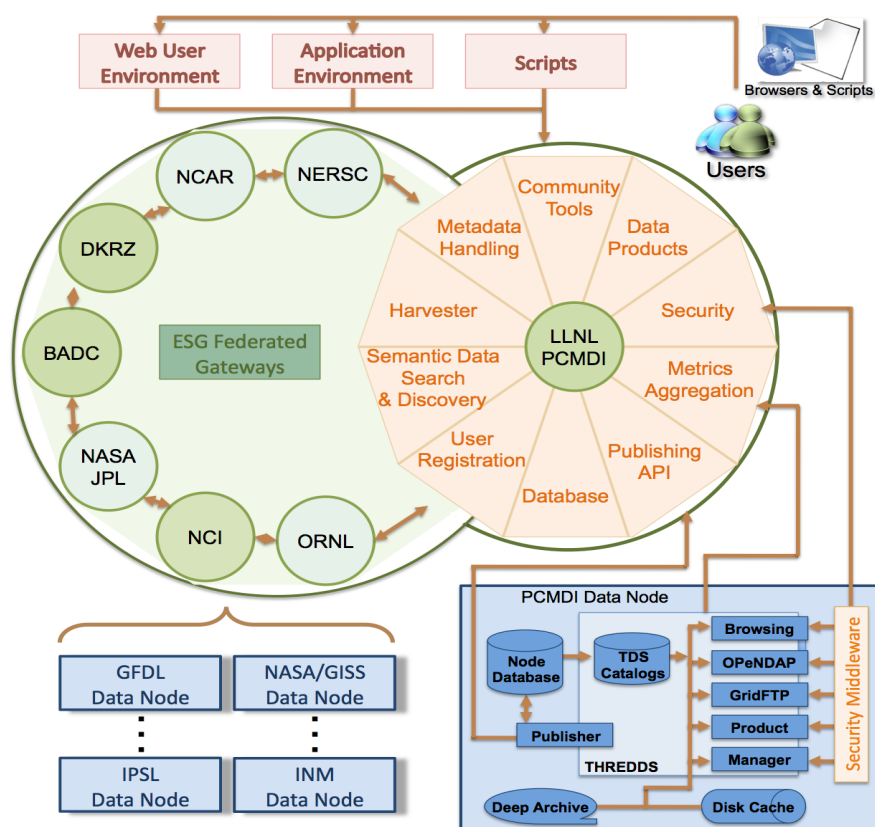 Web User
Environment
Application
Environment
Scripts
Browsers & Scripts
Users
NCAR
NERSC
DKRZ
BADC
NASA
JPL
NCI
ORNL
ESG Federated
Gateways
Community
Tools
Metadata
Handling
Data
Products
Harvester
Security
LLNL
PCMDI
Semantic Data
Search
& Discovery
Metrics
Aggregation
User
Registration
Publishing
API
Database
GFDL
Data Node
NASA/GISS
Data Node
IPSL
Data Node
INM
Data Node
PCMDI Data Node
Node
Database
TDS
Catalogs
Publisher
THREDDS
Browsing
OPeNDAP
GridFTP
Product
Manager
Security Middleware
Deep Archive
Disk Cache